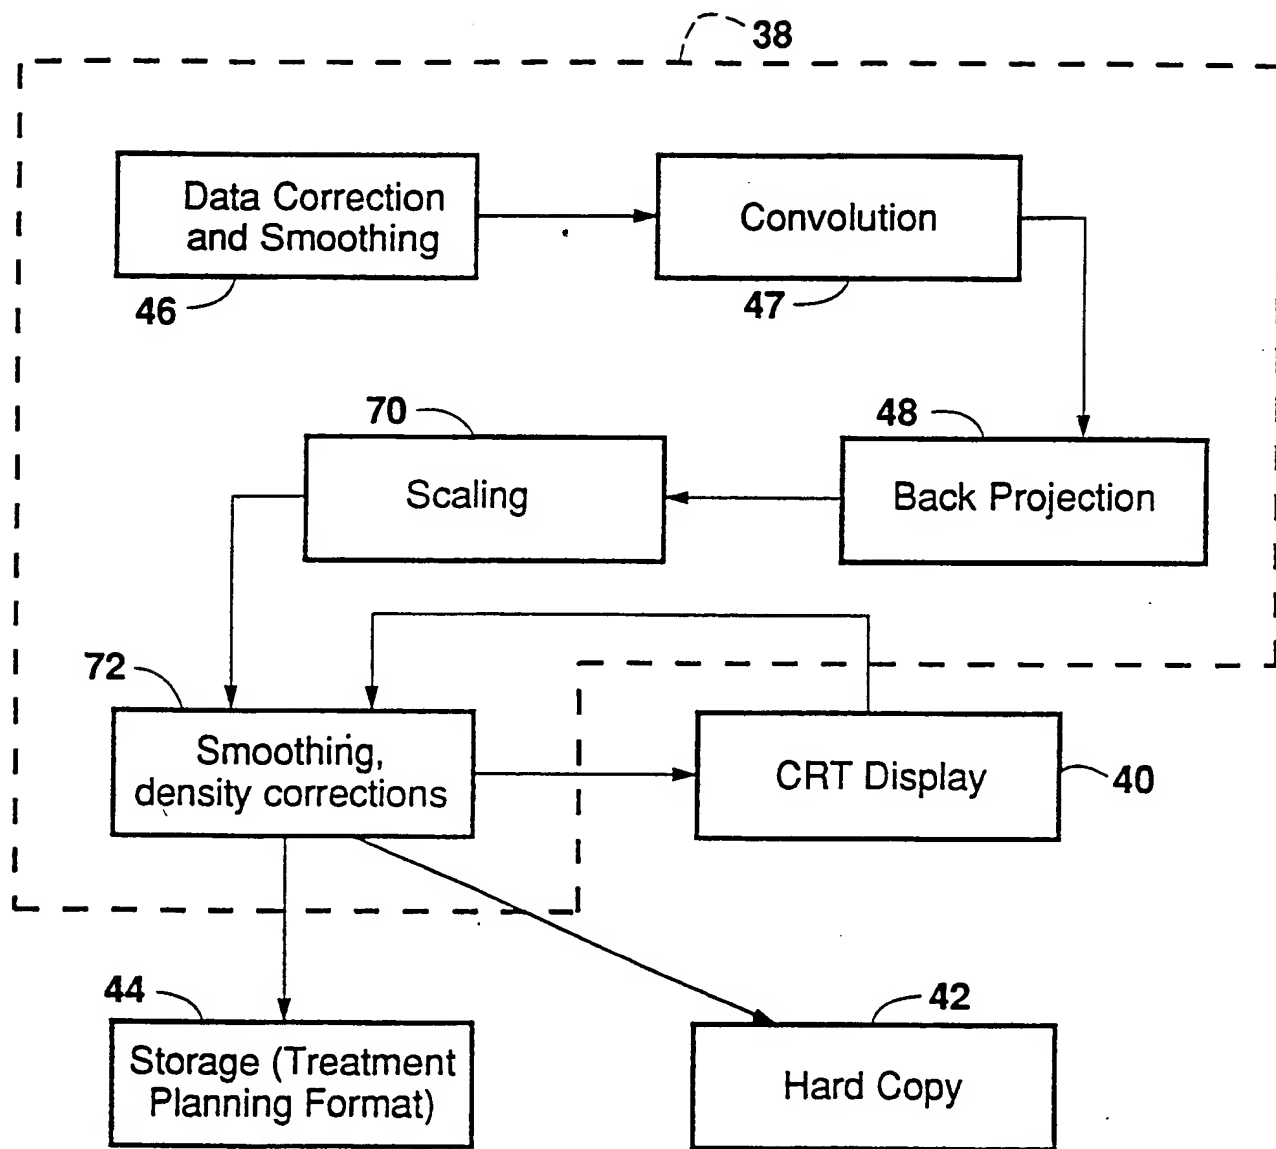 38
Data Correction
and Smoothing
46
Convolution
47
70
Scaling
48
Back Projection
72
Smoothing,
density corrections
CRT Display
40
44
Storage (Treatment
Planning Format)
42
Hard Copy